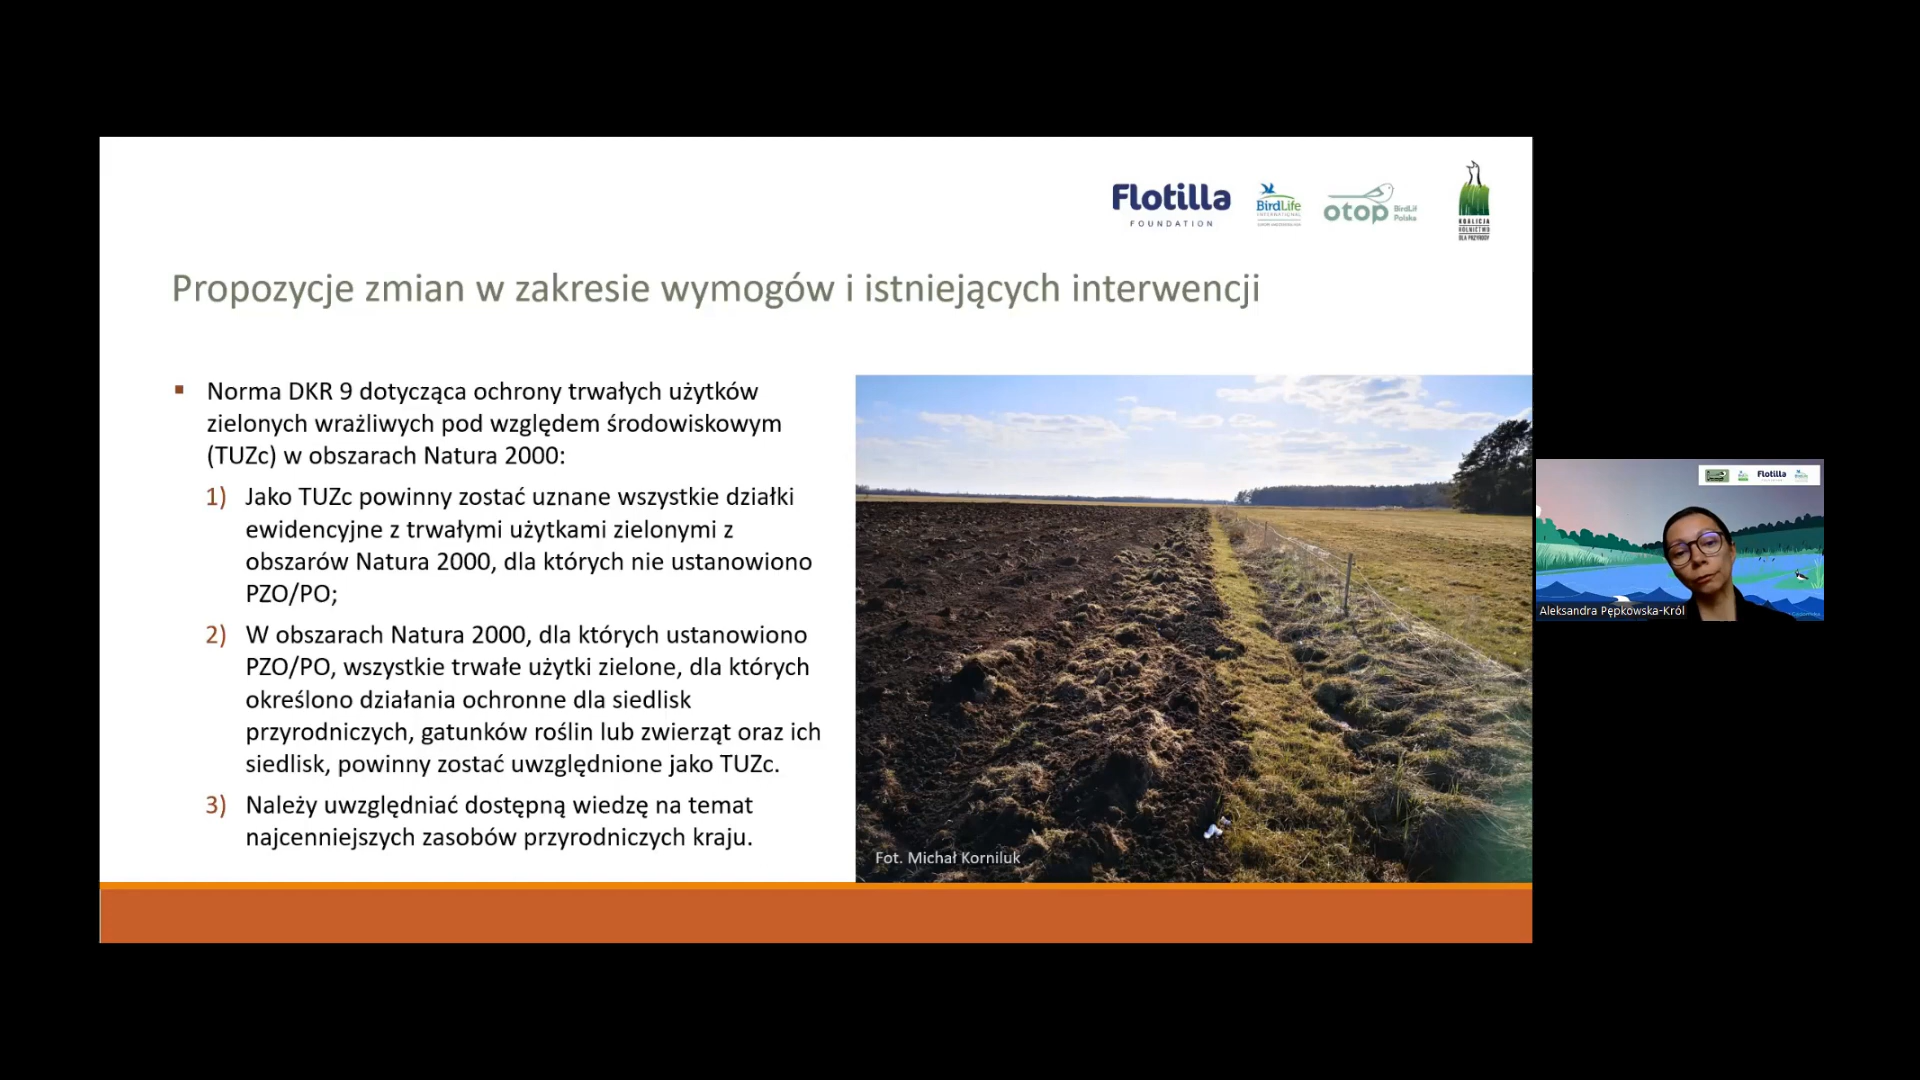 Flotilla
FOUNDATION
BirdLife
INTERNATIONAL
otop BirdLif
Polska
KOALICJA
ROLNICTWO
DLA PRZYRODY
Propozycje zmian w zakresie wymogów i istniejących interwencji
Norma DKR 9 dotycząca ochrony trwałych użytków
zielonych wrażliwych pod względem środowiskowym
(TUZc) w obszarach Natura 2000:
1) Jako TUZc powinny zostać uznane wszystkie działki
ewidencyjne z trwałymi użytkami zielonymi z
obszarów Natura 2000, dla których nie ustanowiono
PZO/PO;
2) W obszarach Natura 2000, dla których ustanowiono
PZO/PO, wszystkie trwałe użytki zielone, dla których
określono działania ochronne dla siedlisk
przyrodniczych, gatunków roślin lub zwierząt oraz ich
siedlisk, powinny zostać uwzględnione jako TUZc.
3) Należy uwzględniać dostępną wiedzę na temat
najcenniejszych zasobów przyrodniczych kraju.
Fot. Michał Korniluk
Flotilla
Aleksandra Pępkowska-Król